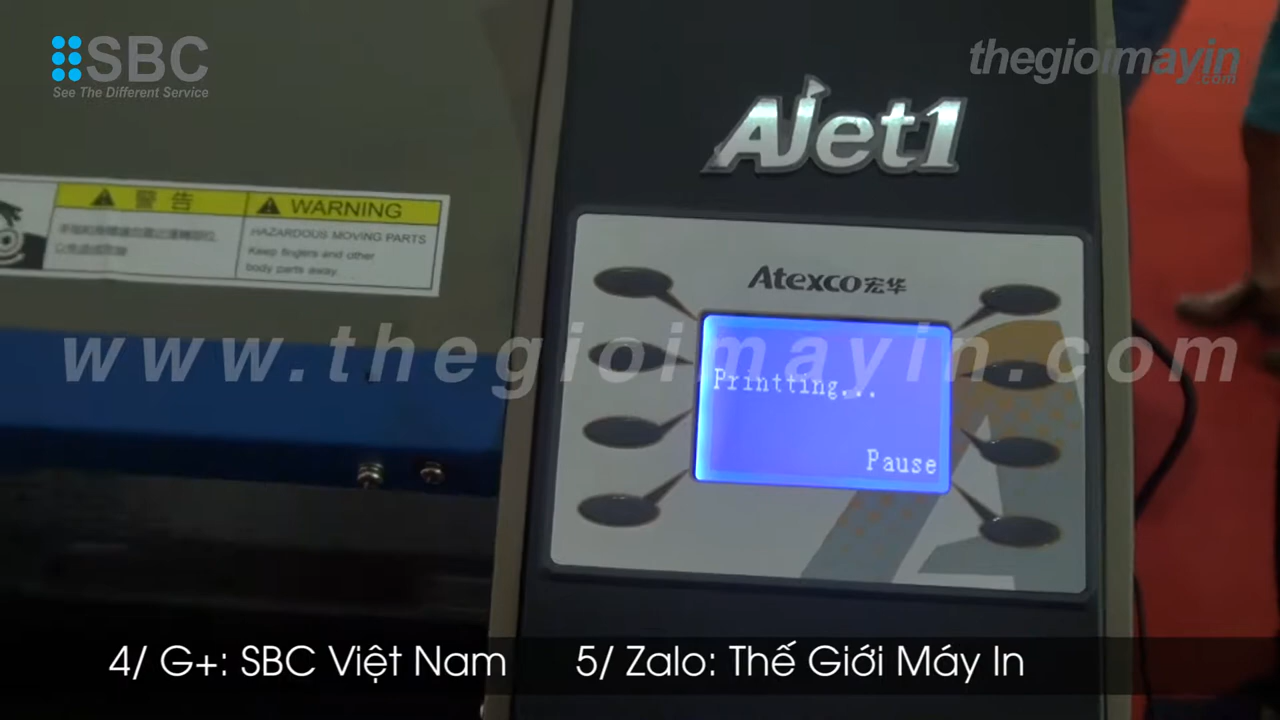 SBC
See The Different Service
thegioimayin
.com
AJet1
警告
WARNING
HAZARDOUS MOVING PARTS
Keep fingers and other
body parts away.
Atexco宏华
www.thegioimayin.com
Printting...
Pause
4/ G+: SBC Việt Nam
5/ Zalo: Thế Giới Máy In